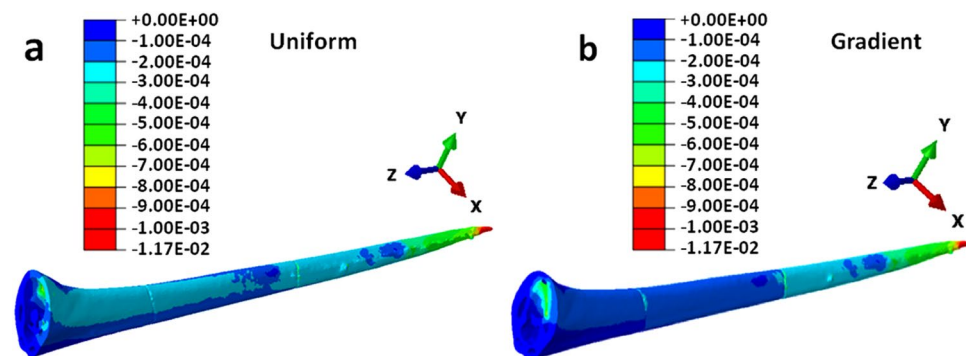 a
Uniform
+0.00E+00
-1.00E-04
-2.00E-04
-3.00E-04
-4.00E-04
-5.00E-04
-6.00E-04
-7.00E-04
-8.00E-04
-9.00E-04
-1.00E-03
-1.17E-02
Y
Z
X
b
Gradient
+0.00E+00
-1.00E-04
-2.00E-04
-3.00E-04
-4.00E-04
-5.00E-04
-6.00E-04
-7.00E-04
-8.00E-04
-9.00E-04
-1.00E-03
-1.17E-02
Y
Z
X